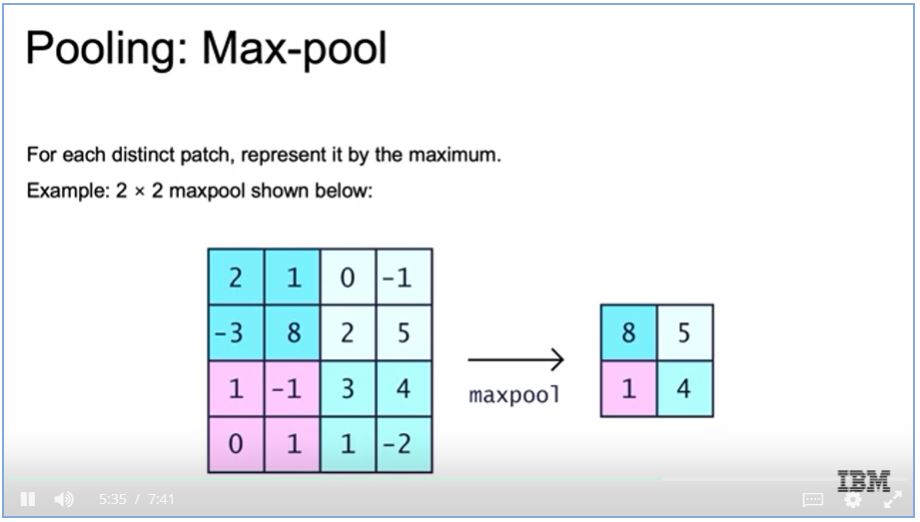 Pooling: Max-pool
For each distinct patch, represent it by the maximum.
Example: 2 × 2 maxpool shown below:
2 1 0 -1
-3 8 2 5
1 -1 3 4
0 1 1 -2
maxpool
8 5
1 4
IBM
5:35 / 7:41